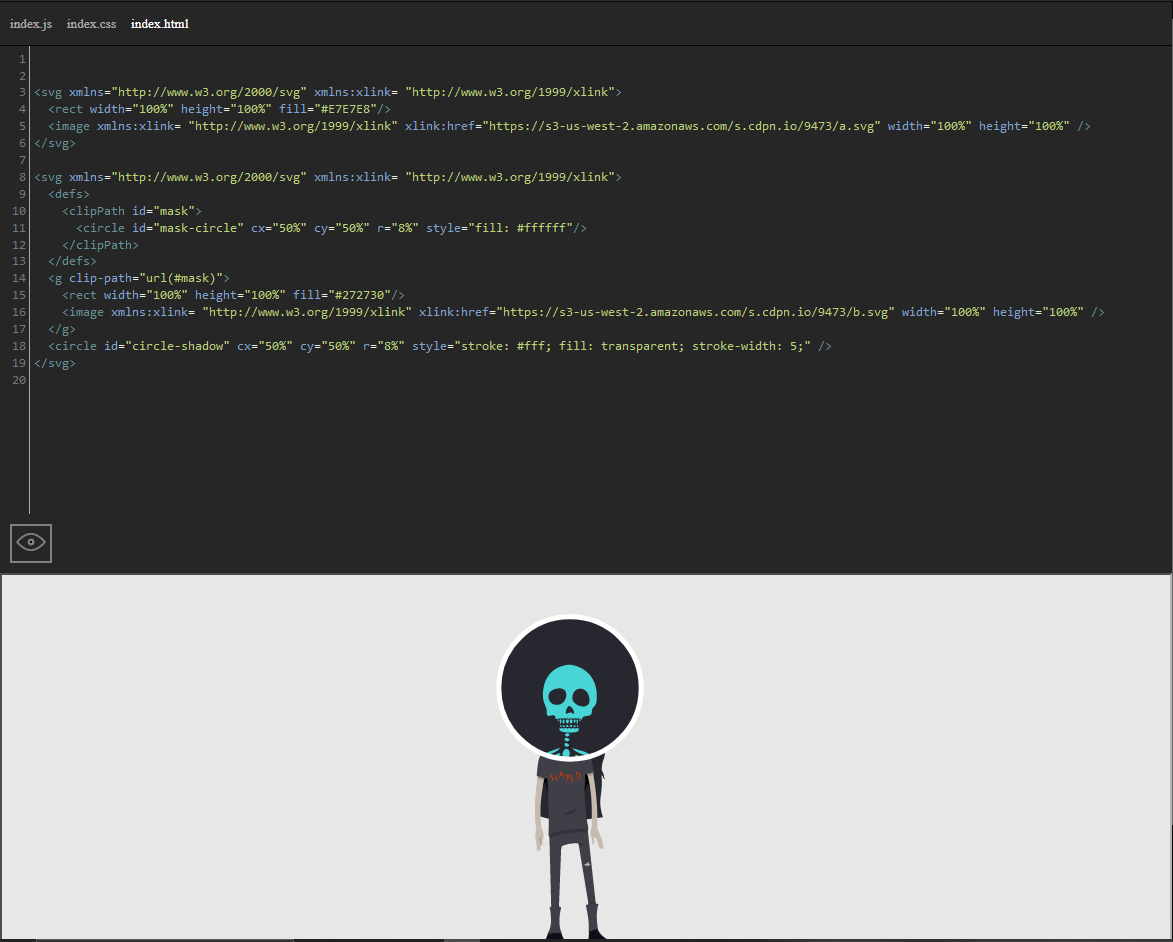 index.js index.css index.html
1
2
3 <svg xmlns="http://www.w3.org/2000/svg" xmlns:xlink= "http://www.w3.org/1999/xlink">
4 <rect width="100%" height="100%" fill="#E7E7E8"/>
5 <image xmlns:xlink= "http://www.w3.org/1999/xlink" xlink:href="https://s3-us-west-2.amazonaws.com/s.cdpn.io/9473/a.svg" width="100%" height="100%" />
6 </svg>
7
8 <svg xmlns="http://www.w3.org/2000/svg" xmlns:xlink= "http://www.w3.org/1999/xlink">
9 <defs>
10 <clipPath id="mask">
11 <circle id="mask-circle" cx="50%" cy="50%" r="8%" style="fill: #ffffff"/>
12 </clipPath>
13 </defs>
14 <g clip-path="url(#mask)">
15 <rect width="100%" height="100%" fill="#272730"/>
16 <image xmlns:xlink= "http://www.w3.org/1999/xlink" xlink:href="https://s3-us-west-2.amazonaws.com/s.cdpn.io/9473/b.svg" width="100%" height="100%" />
17 </g>
18 <circle id="circle-shadow" cx="50%" cy="50%" r="8%" style="stroke: #fff; fill: transparent; stroke-width: 5;" />
19 </svg>
20
SLAYER